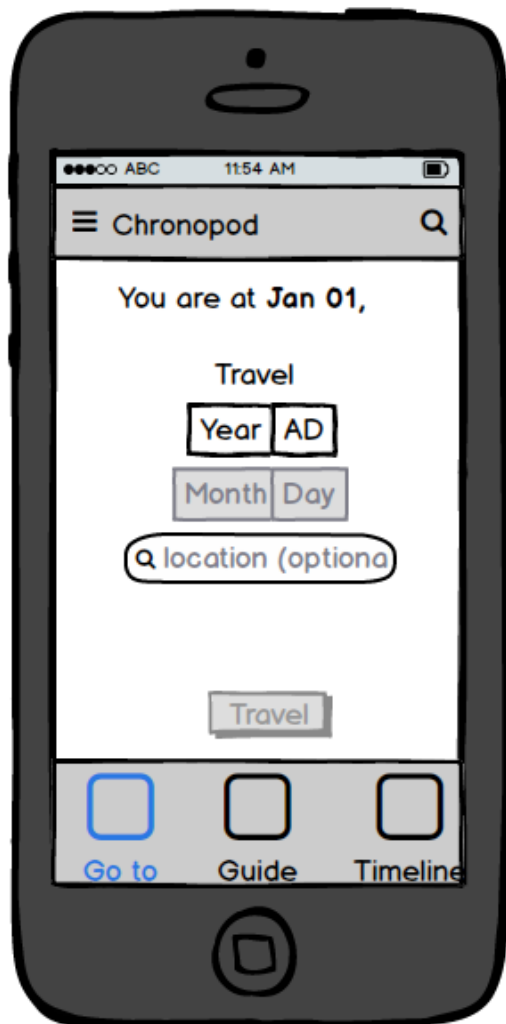 ABC 11:54 AM
Chronopod
You are at Jan 01,
Travel
Year AD
Month Day
location (optiona
Travel
Go to Guide Timeline